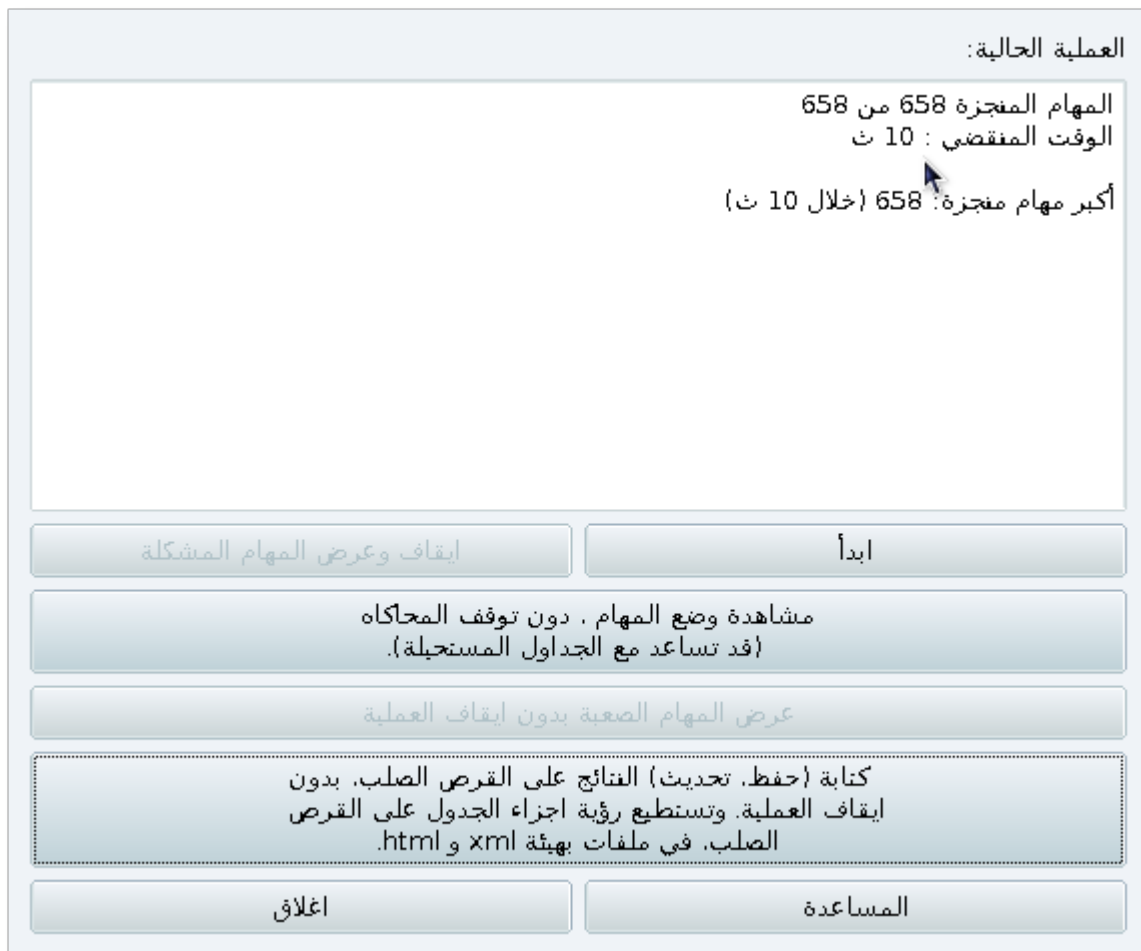 العملية الحالية:
المهام المنجزة 658 من 658
الوقت المنقضي : 10 ث
أكبر مهام منجزة: 658 (خلال 10 ث)
ابدأ
ايقاف وعرض المهام المشكلة
مشاهدة وضع المهام ، دون توقف المحاكاه
(قد تساعد مع الجداول المستحيلة).
عرض المهام الصعبة بدون ايقاف العملية
كتابة (حفظ، تحديث) النتائج على القرص الصلب، بدون
ايقاف العملية. وتستطيع رؤية اجزاء الجدول على القرص
الصلب، في ملفات بهيئة xml و html.
المساعدة
اغلاق